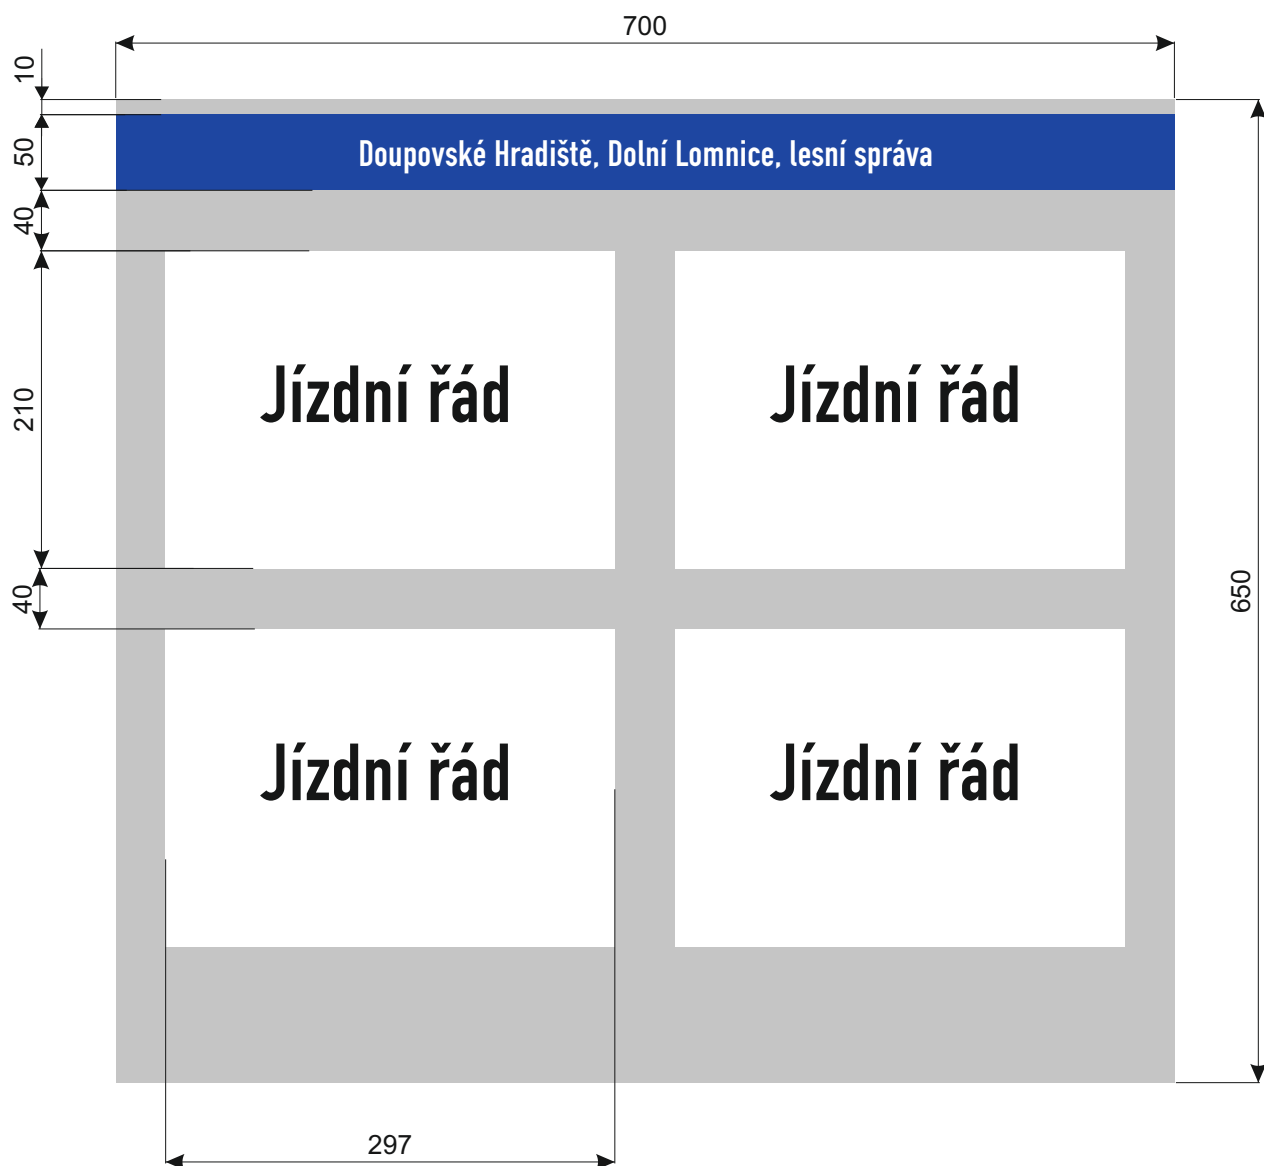 700
10
50
Doupovské Hradiště, Dolní Lomnice, lesní správa
40
210
Jízdní řád
Jízdní řád
40
650
Jízdní řád
Jízdní řád
297